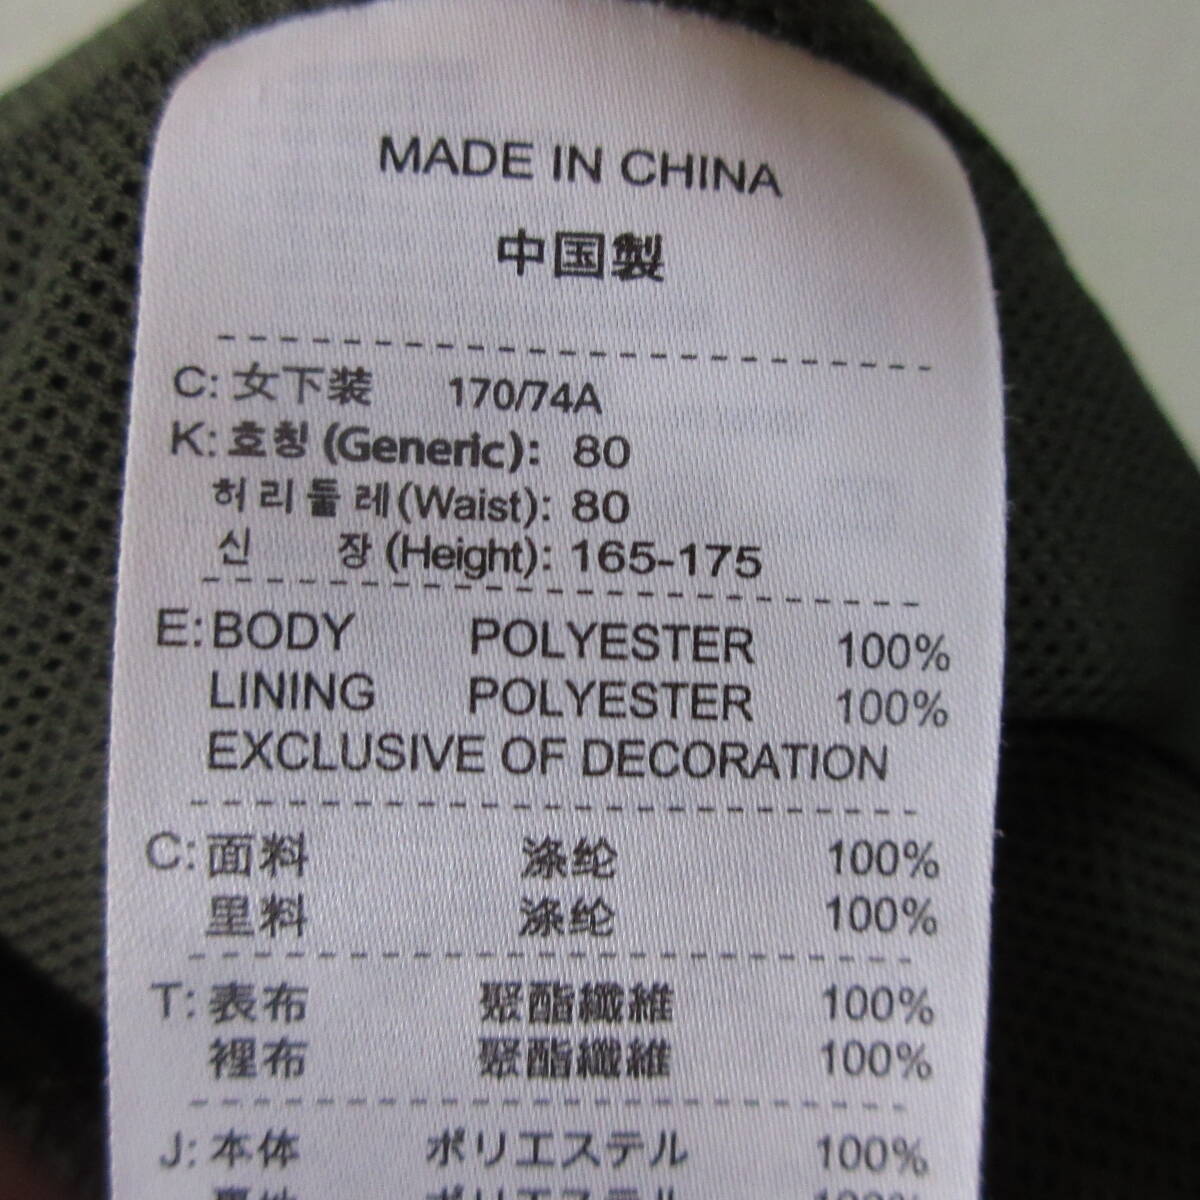 MADE IN CHINA
中国製
C: 女下装 170/74A
K: 호칭 (Generic): 80
허리둘레 (Waist): 80
신 장 (Height): 165-175
E: BODY POLYESTER 100%
LINING POLYESTER 100%
EXCLUSIVE OF DECORATION
C: 面料 涤纶 100%
里料 涤纶 100%
T: 表布 聚酯纖維 100%
裡布 聚酯纖維 100%
J: 本体 ポリエステル 100%